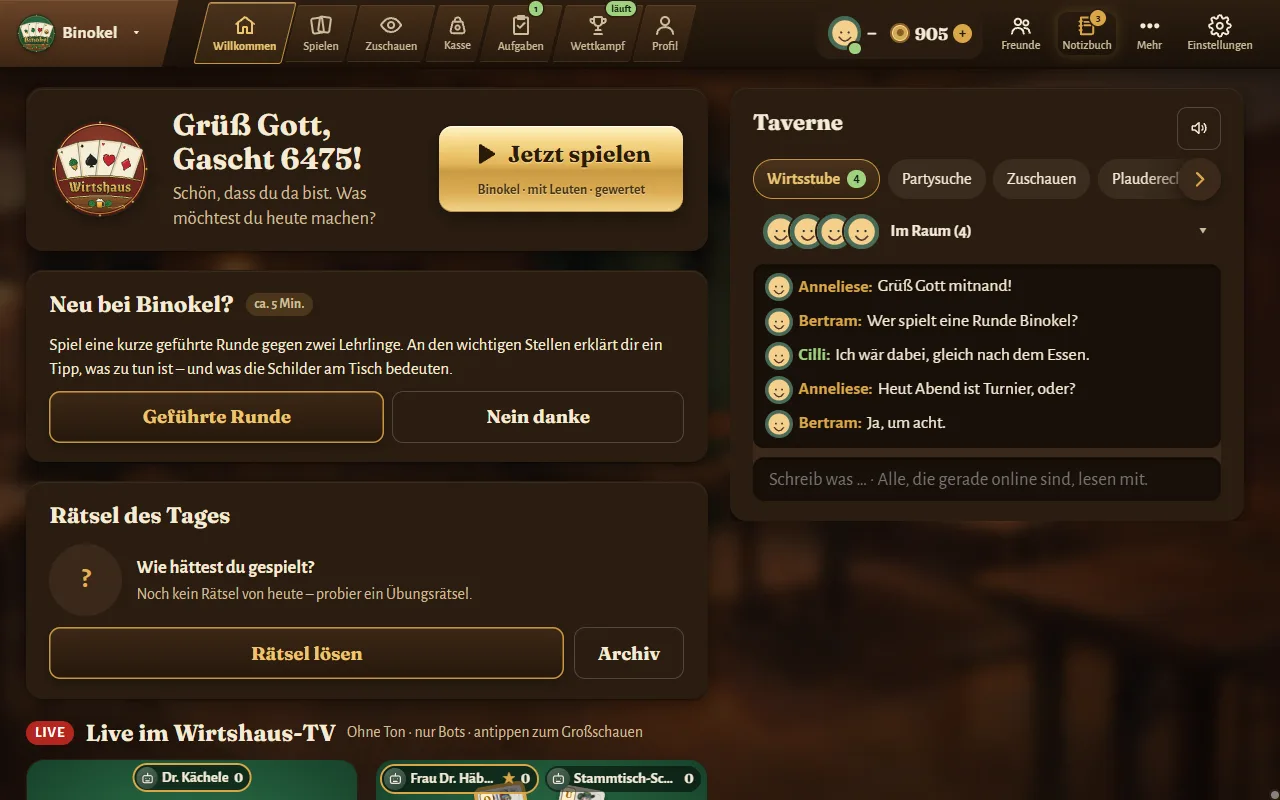 Binokel
Willkommen
Spielen
Zuschauen
Kasse
1
Aufgaben
läuft
Wettkampf
Profil
–
905
+
Freunde
3
Notizbuch
Mehr
Einstellungen
Wirtshaus
Grüß Gott,
Gascht 6475!
Schön, dass du da bist. Was
möchtest du heute machen?
Jetzt spielen
Binokel · mit Leuten · gewertet
Neu bei Binokel? ca. 5 Min.
Spiel eine kurze geführte Runde gegen zwei Lehrlinge. An den wichtigen Stellen erklärt dir ein
Tipp, was zu tun ist – und was die Schilder am Tisch bedeuten.
Geführte Runde
Nein danke
Rätsel des Tages
?
Wie hättest du gespielt?
Noch kein Rätsel von heute – probier ein Übungsrätsel.
Rätsel lösen
Archiv
LIVE Live im Wirtshaus-TV Ohne Ton · nur Bots · antippen zum Großschauen
Dr. Kächele 0
Frau Dr. Häb... ★ 0
Stammtisch-Sc... 0
Taverne
Wirtsstube 4
Partysuche
Zuschauen
Plauderec
Im Raum (4)
Anneliese: Grüß Gott mitnand!
Bertram: Wer spielt eine Runde Binokel?
Cilli: Ich wär dabei, gleich nach dem Essen.
Anneliese: Heut Abend ist Turnier, oder?
Bertram: Ja, um acht.
Schreib was ... · Alle, die gerade online sind, lesen mit.